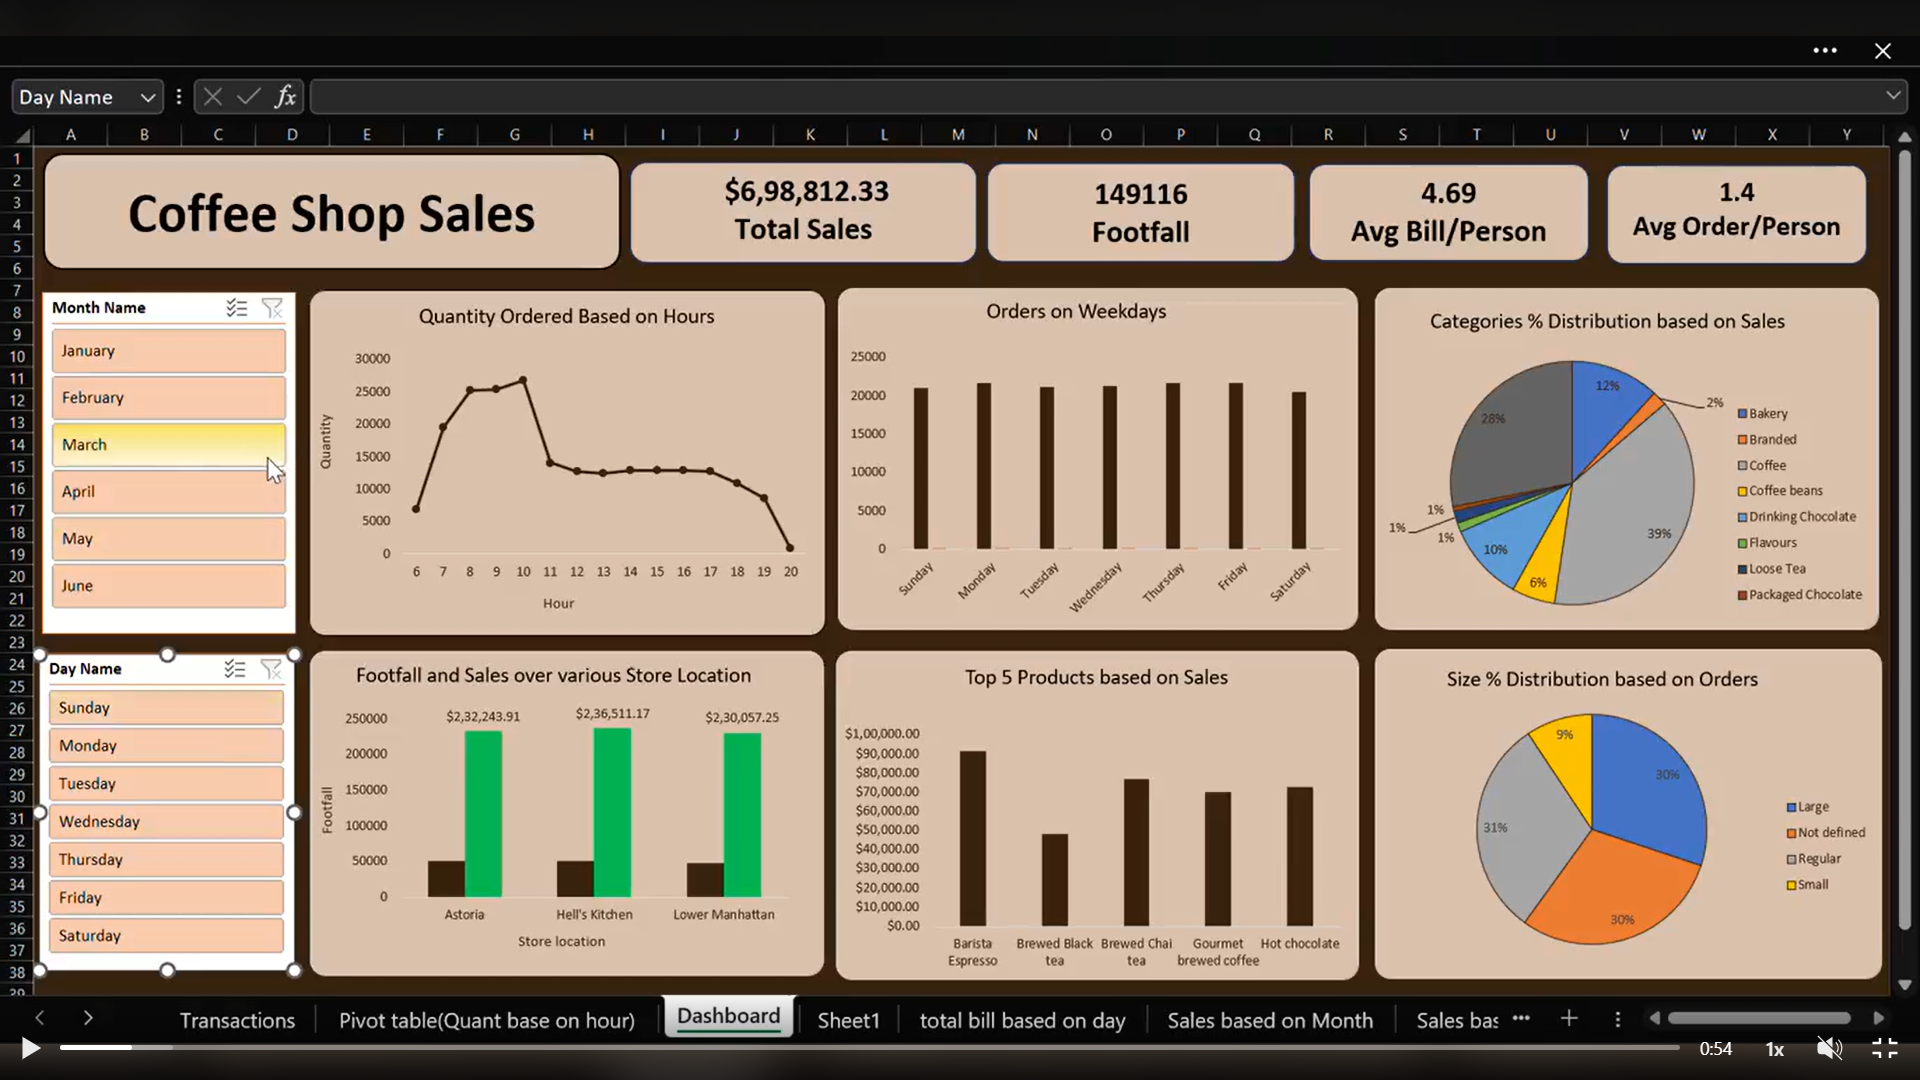 Day Name
fx
A B C D E F G H I J K L M N O P Q R S T U V W X Y
1
2
3
4
5
6
7
8
9
10
11
12
13
14
15
16
17
18
19
20
21
22
23
24
25
26
27
28
29
30
31
32
33
34
35
36
37
38
39
Coffee Shop Sales
$6,98,812.33
Total Sales
149116
Footfall
4.69
Avg Bill/Person
1.4
Avg Order/Person
Month Name
January
February
March
April
May
June
Quantity Ordered Based on Hours
Quantity
30000
25000
20000
15000
10000
5000
0
6 7 8 9 10 11 12 13 14 15 16 17 18 19 20
Hour
Orders on Weekdays
25000
20000
15000
10000
5000
0
Sunday
Monday
Tuesday
Wednesday
Thursday
Friday
Saturday
Categories % Distribution based on Sales
12%
2%
39%
6%
10%
1%
1%
1%
28%
Bakery
Branded
Coffee
Coffee beans
Drinking Chocolate
Flavours
Loose Tea
Packaged Chocolate
Day Name
Sunday
Monday
Tuesday
Wednesday
Thursday
Friday
Saturday
Footfall and Sales over various Store Location
Footfall
250000
200000
150000
100000
50000
0
$2,32,243.91
$2,36,511.17
$2,30,057.25
Astoria
Hell's Kitchen
Lower Manhattan
Store location
Top 5 Products based on Sales
$1,00,000.00
$90,000.00
$80,000.00
$70,000.00
$60,000.00
$50,000.00
$40,000.00
$30,000.00
$20,000.00
$10,000.00
$0.00
Barista
Espresso
Brewed Black
tea
Brewed Chai
tea
Gourmet
brewed coffee
Hot chocolate
Size % Distribution based on Orders
30%
30%
31%
9%
Large
Not defined
Regular
Small
Transactions
Pivot table(Quant base on hour)
Dashboard
Sheet1
total bill based on day
Sales based on Month
Sales bas
0:54
1x